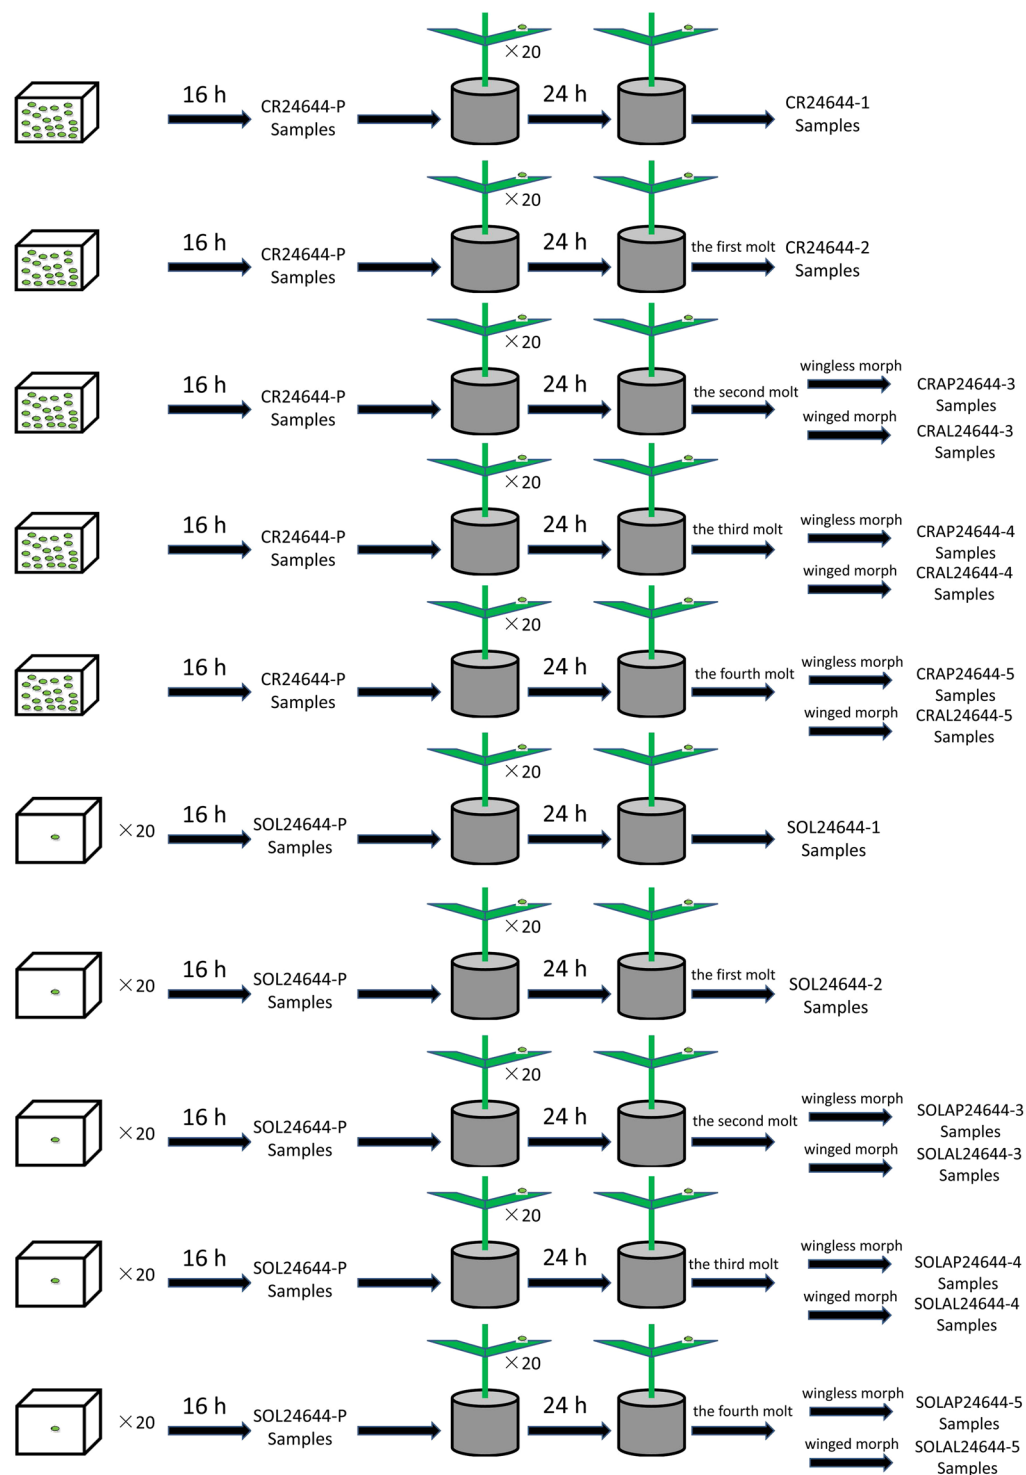 ×20
16 h
CR24644-P
Samples
24 h
CR24644-1
Samples
×20
16 h
CR24644-P
Samples
24 h
the first molt
CR24644-2
Samples
×20
16 h
CR24644-P
Samples
24 h
the second molt
wingless morph
CRAP24644-3
Samples
winged morph
CRAL24644-3
Samples
×20
16 h
CR24644-P
Samples
24 h
the third molt
wingless morph
CRAP24644-4
Samples
winged morph
CRAL24644-4
Samples
×20
16 h
CR24644-P
Samples
24 h
the fourth molt
wingless morph
CRAP24644-5
Samples
winged morph
CRAL24644-5
Samples
×20
×20
16 h
SOL24644-P
Samples
24 h
SOL24644-1
Samples
×20
×20
16 h
SOL24644-P
Samples
24 h
the first molt
SOL24644-2
Samples
×20
×20
16 h
SOL24644-P
Samples
24 h
the second molt
wingless morph
SOLAP24644-3
Samples
winged morph
SOLAL24644-3
Samples
×20
×20
16 h
SOL24644-P
Samples
24 h
the third molt
wingless morph
SOLAP24644-4
Samples
winged morph
SOLAL24644-4
Samples
×20
×20
16 h
SOL24644-P
Samples
24 h
the fourth molt
wingless morph
SOLAP24644-5
Samples
winged morph
SOLAL24644-5
Samples